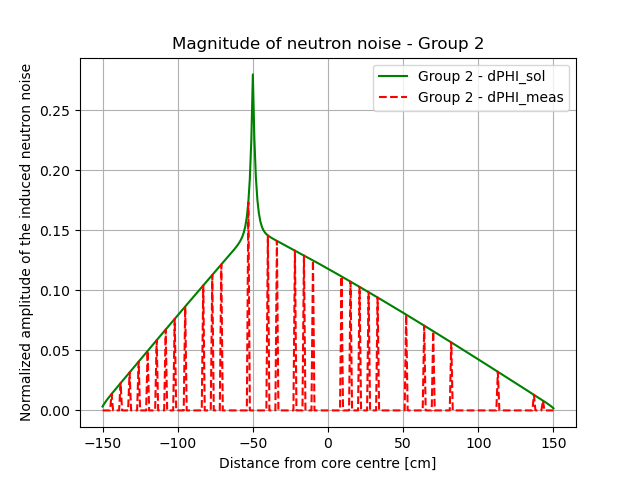 Magnitude of neutron noise - Group 2
Group 2 - dPHI_sol
Group 2 - dPHI_meas
Normalized amplitude of the induced neutron noise
0.25
0.20
0.15
0.10
0.05
0.00
−150
−100
−50
0
50
100
150
Distance from core centre [cm]